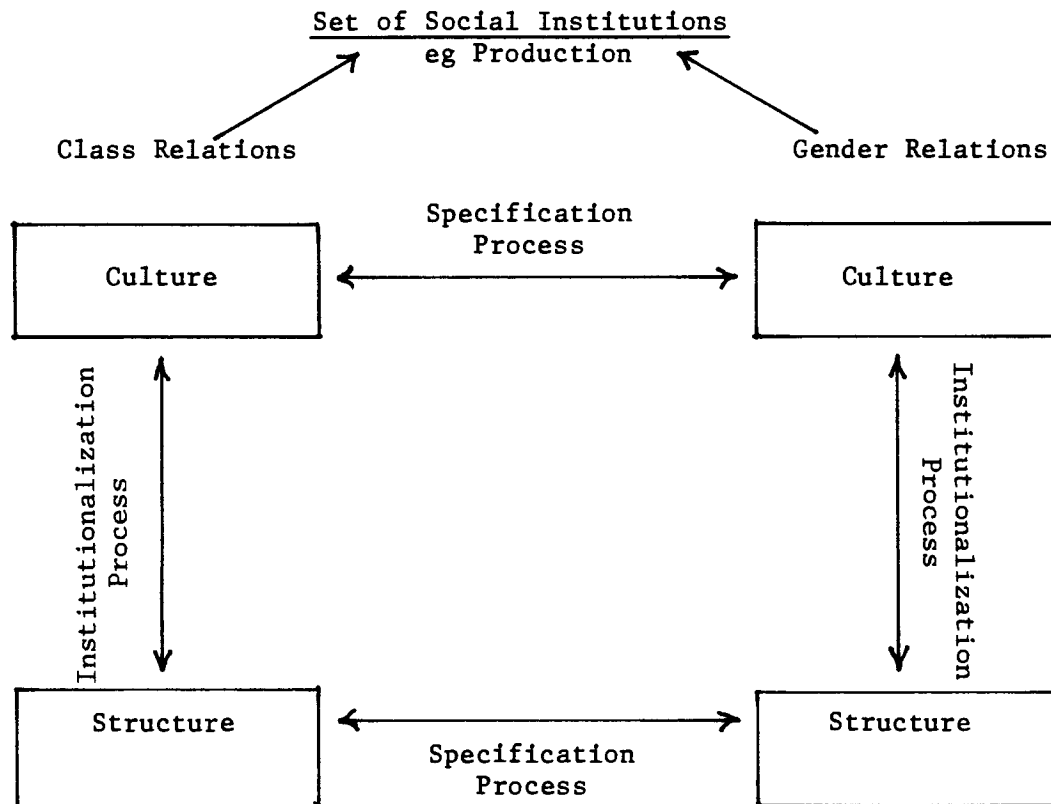 Set of Social Institutions
eg Production
Class Relations
Gender Relations
Specification
Process
Culture
Culture
Institutionalization
Process
Institutionalization
Process
Structure
Structure
Specification
Process